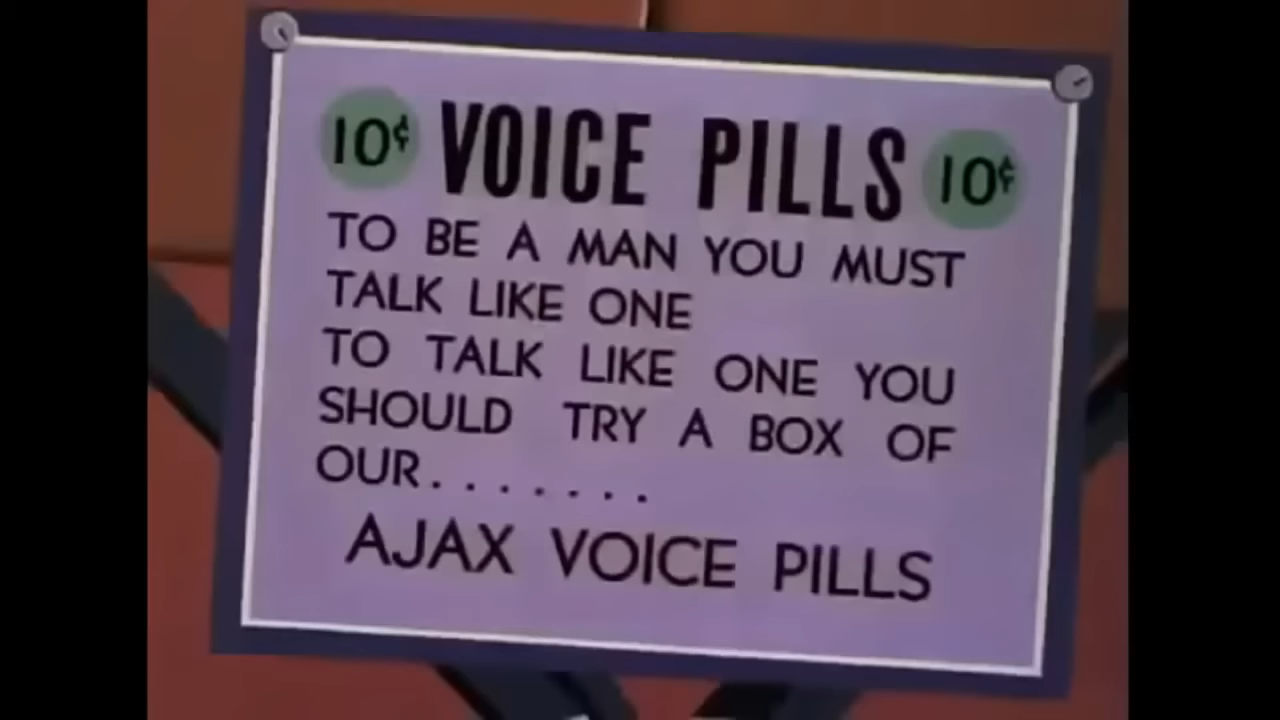 10¢ VOICE PILLS 10¢
TO BE A MAN YOU MUST
TALK LIKE ONE
TO TALK LIKE ONE YOU
SHOULD TRY A BOX OF
OUR.......
AJAX VOICE PILLS